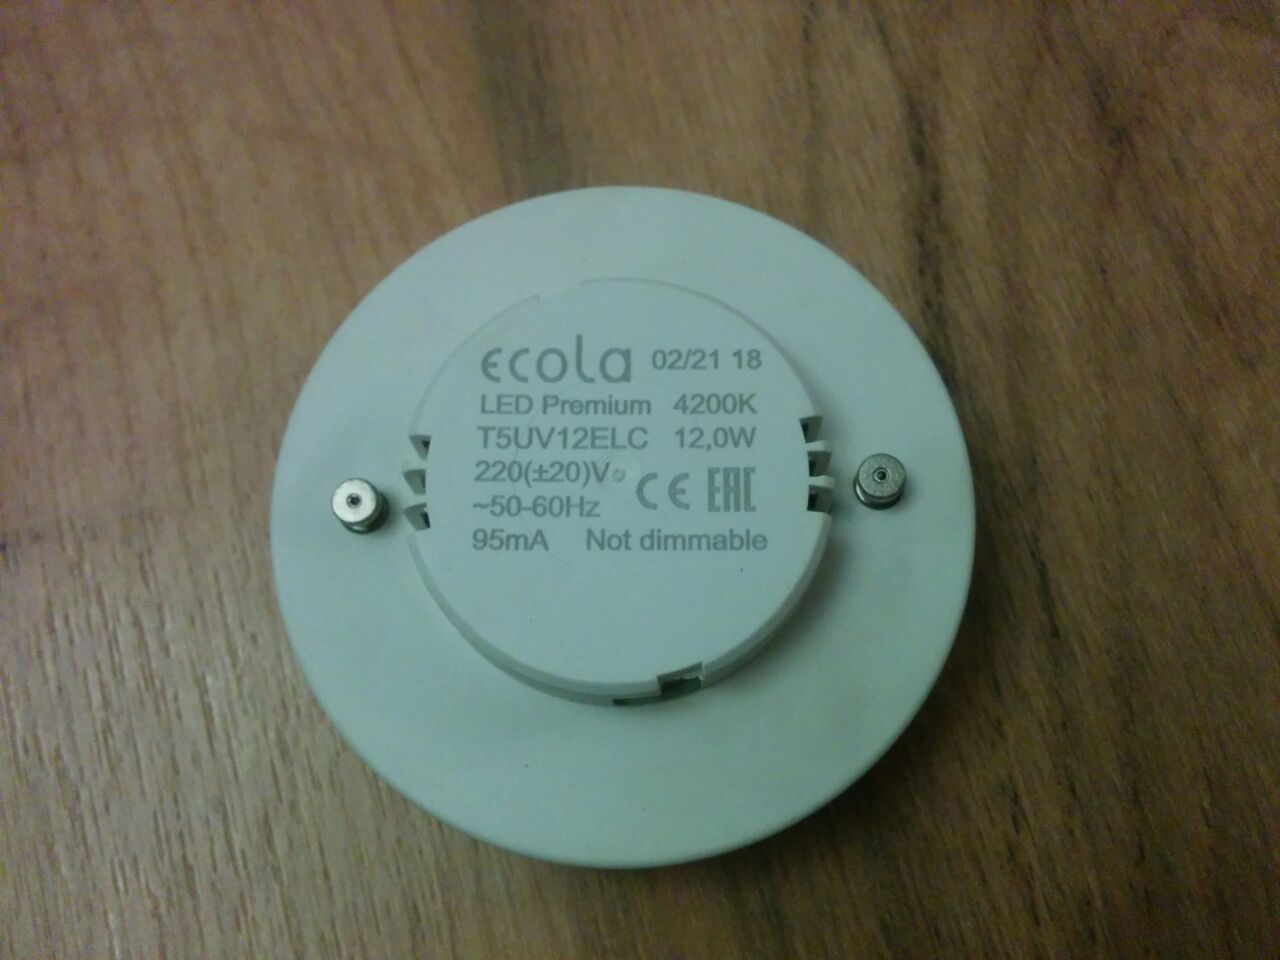 ecola 02/21 18
LED Premium 4200K
T5UV12ELC 12,0W
220(±20)V
~50-60Hz CE EAC
95mA Not dimmable